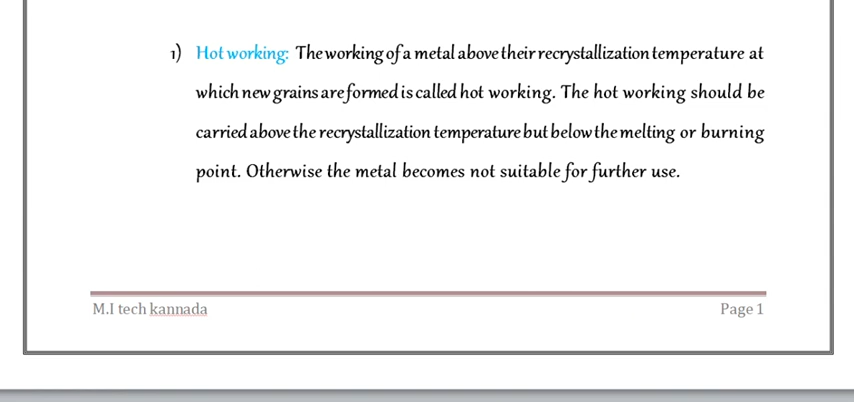 1) Hot working: The working of a metal above their recrystallization temperature at
which new grains are formed is called hot working. The hot working should be
carried above the recrystallization temperature but below the melting or burning
point. Otherwise the metal becomes not suitable for further use.
M.I tech kannada Page 1